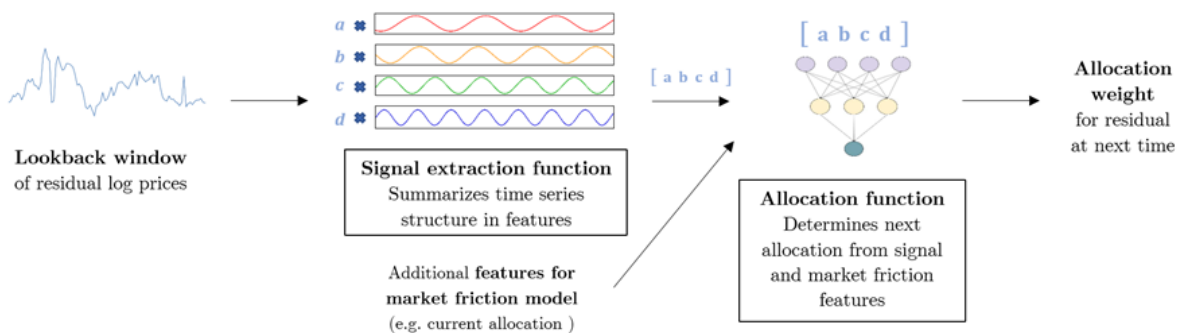 a
b
c
d
Lookback window
of residual log prices
Signal extraction function
Summarizes time series
structure in features
[ a b c d ]
Additional features for
market friction model
(e.g. current allocation )
[ a b c d ]
Allocation function
Determines next
allocation from signal
and market friction
features
Allocation
weight
for residual
at next time